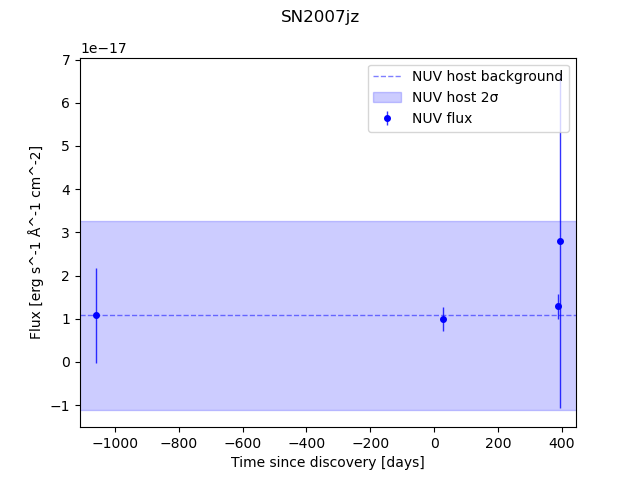 SN2007jz
1e−17
NUV host background
NUV host 2σ
NUV flux
7
6
5
4
3
2
1
0
−1
Flux [erg s^-1 Å^-1 cm^-2]
−1000 −800 −600 −400 −200 0 200 400
Time since discovery [days]